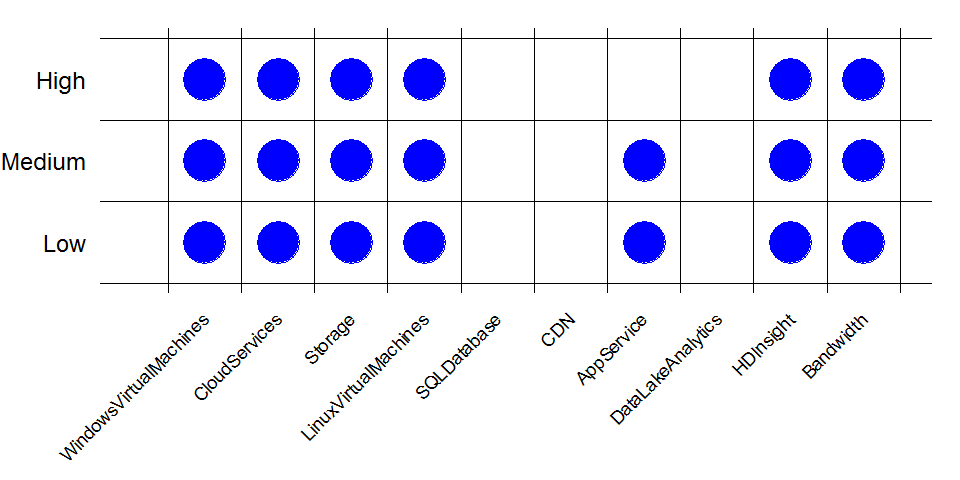 High
Medium
Low
WindowsVirtualMachines
CloudServices
Storage
LinuxVirtualMachines
SQLDatabase
CDN
AppService
DataLakeAnalytics
HDInsight
Bandwidth